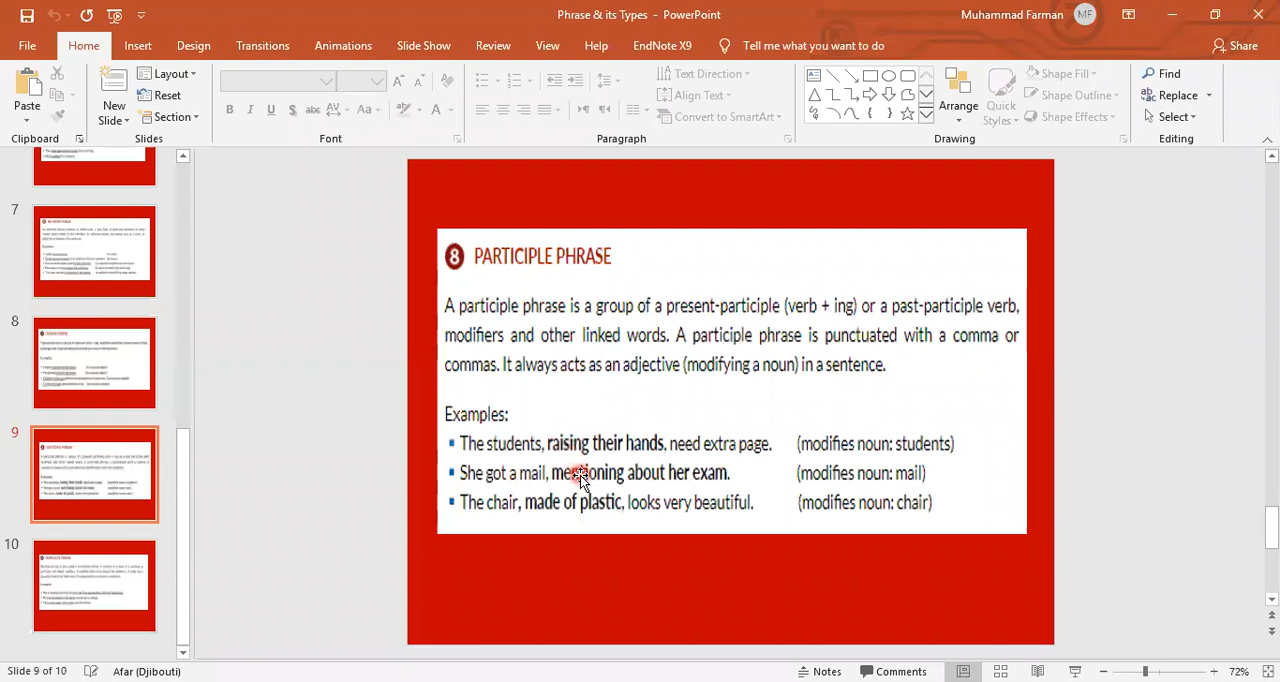 Phrase & its Types - PowerPoint
Muhammad Farman
MF
File Home Insert Design Transitions Animations Slide Show Review View Help EndNote X9 Tell me what you want to do Share
Paste
New Slide
Layout
Reset
Section
B I U S abc AV Aa A
Text Direction
Align Text
Convert to SmartArt
Arrange
Quick Styles
Shape Fill
Shape Outline
Shape Effects
Find
Replace
Select
Clipboard Slides Font Paragraph Drawing Editing
7
8
9
10
8 PARTICIPLE PHRASE
A participle phrase is a group of a present-participle (verb + ing) or a past-participle verb,
modifiers and other linked words. A participle phrase is punctuated with a comma or
commas. It always acts as an adjective (modifying a noun) in a sentence.
Examples:
The students, raising their hands, need extra page. (modifies noun: students)
She got a mail, about her exam. (modifies noun: mail)
The chair, made of plastic, looks very beautiful. (modifies noun: chair)
Slide 9 of 10 Afar (Djibouti) Notes Comments 72%